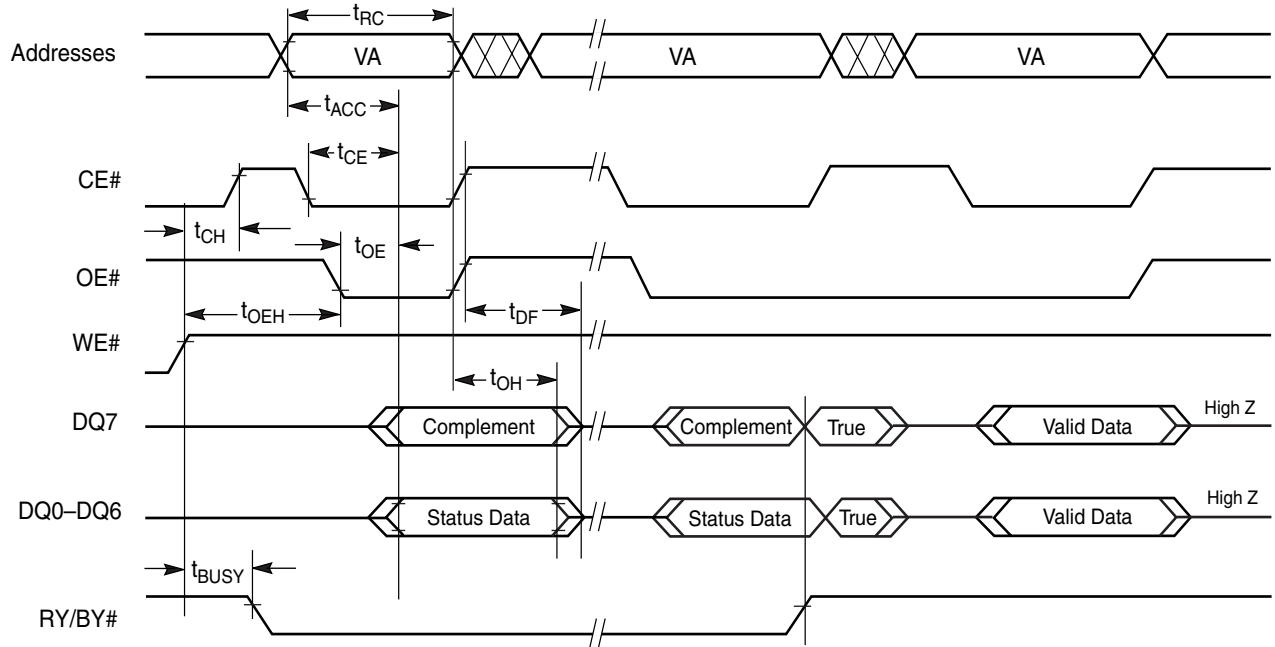 tRC
Addresses VA VA VA
tACC
tCE
CE#
tCH
tOE
OE#
tOEH tDF
WE#
tOH
DQ7 Complement Complement True Valid Data High Z
DQ0–DQ6 Status Data Status Data True Valid Data High Z
tBUSY
RY/BY#